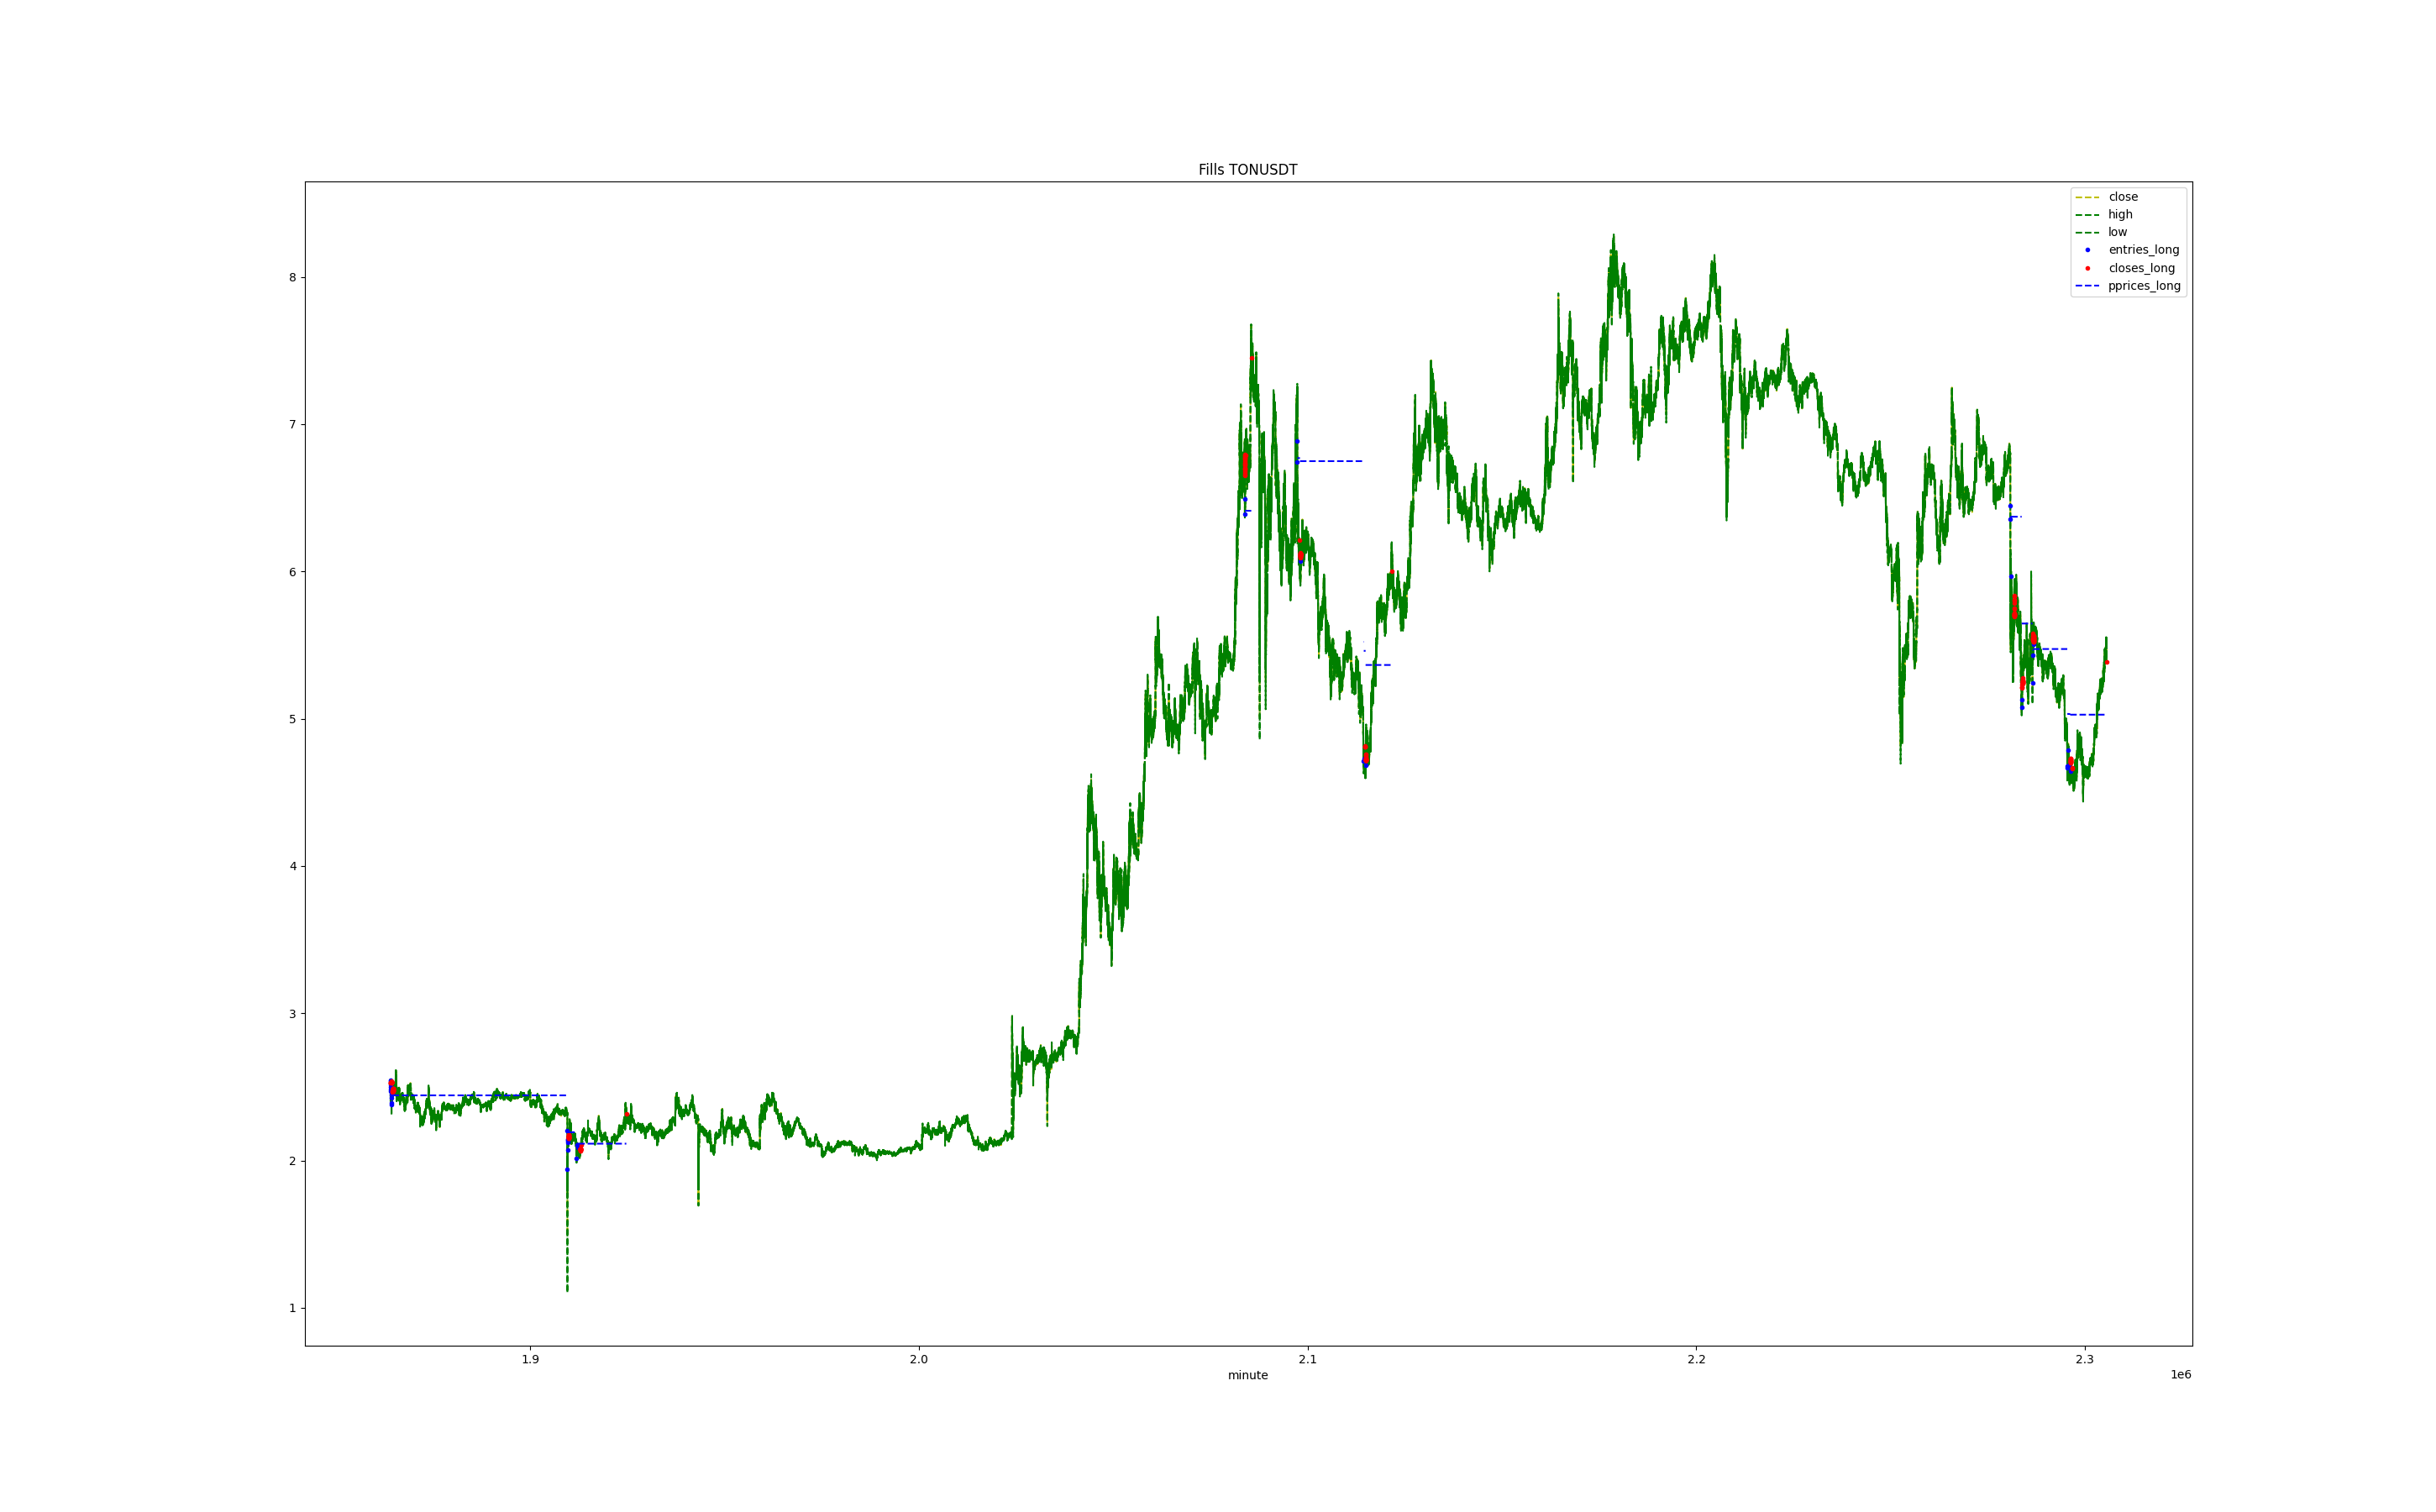 Fills TONUSDT
close
high
low
entries_long
closes_long
pprices_long
8
7
6
5
4
3
2
1
1.9 2.0 2.1 2.2 2.3
minute
1e6